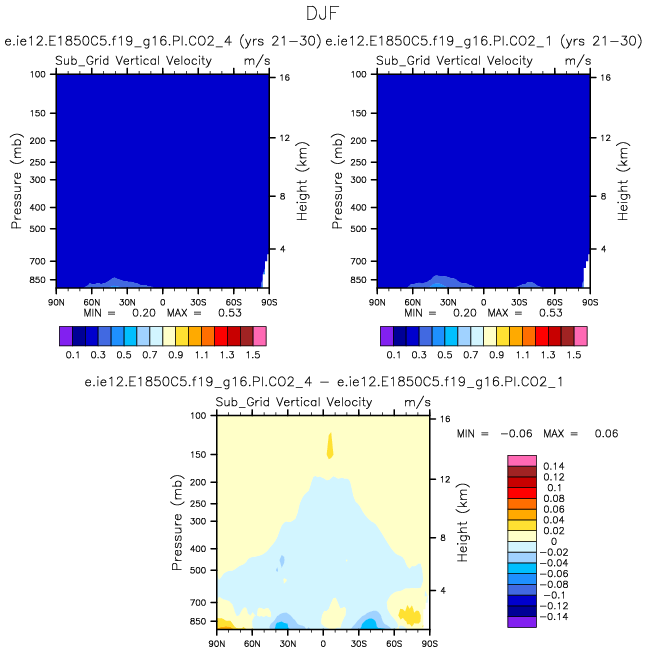 DJF
e.ie12.E1850C5.f19_g16.PI.CO2_4 (yrs 21-30) e.ie12.E1850C5.f19_g16.PI.CO2_1 (yrs 21-30)
Sub_Grid Vertical Velocity m/s
Sub_Grid Vertical Velocity m/s
Pressure (mb)
100
150
200
250
300
400
500
700
850
16
12
8
4
Height (km)
90N 60N 30N 0 30S 60S 90S
MIN = 0.20 MAX = 0.53
0.1 0.3 0.5 0.7 0.9 1.1 1.3 1.5
Pressure (mb)
100
150
200
250
300
400
500
700
850
16
12
8
4
Height (km)
90N 60N 30N 0 30S 60S 90S
MIN = 0.20 MAX = 0.53
0.1 0.3 0.5 0.7 0.9 1.1 1.3 1.5
e.ie12.E1850C5.f19_g16.PI.CO2_4 - e.ie12.E1850C5.f19_g16.PI.CO2_1
Sub_Grid Vertical Velocity m/s
Pressure (mb)
100
150
200
250
300
400
500
700
850
16
12
8
4
Height (km)
90N 60N 30N 0 30S 60S 90S
MIN = -0.06 MAX = 0.06
0.14
0.12
0.1
0.08
0.06
0.04
0.02
0
-0.02
-0.04
-0.06
-0.08
-0.1
-0.12
-0.14